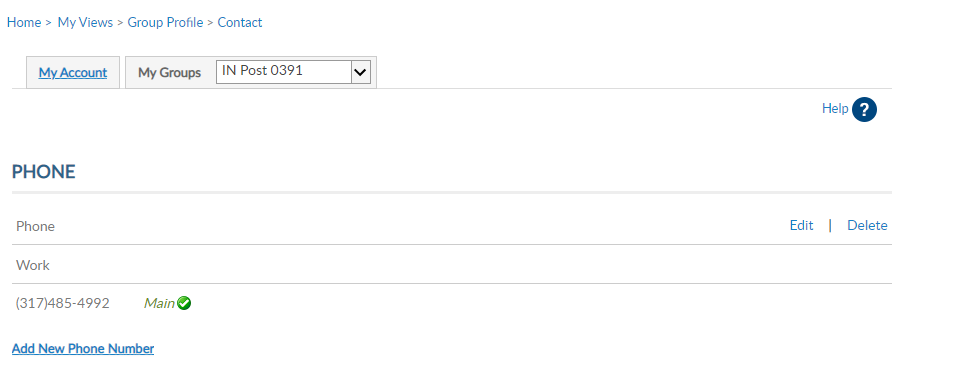 Home > My Views > Group Profile > Contact
My Account My Groups IN Post 0391
Help ?
PHONE
Phone Edit | Delete
Work
(317)485-4992 Main
Add New Phone Number